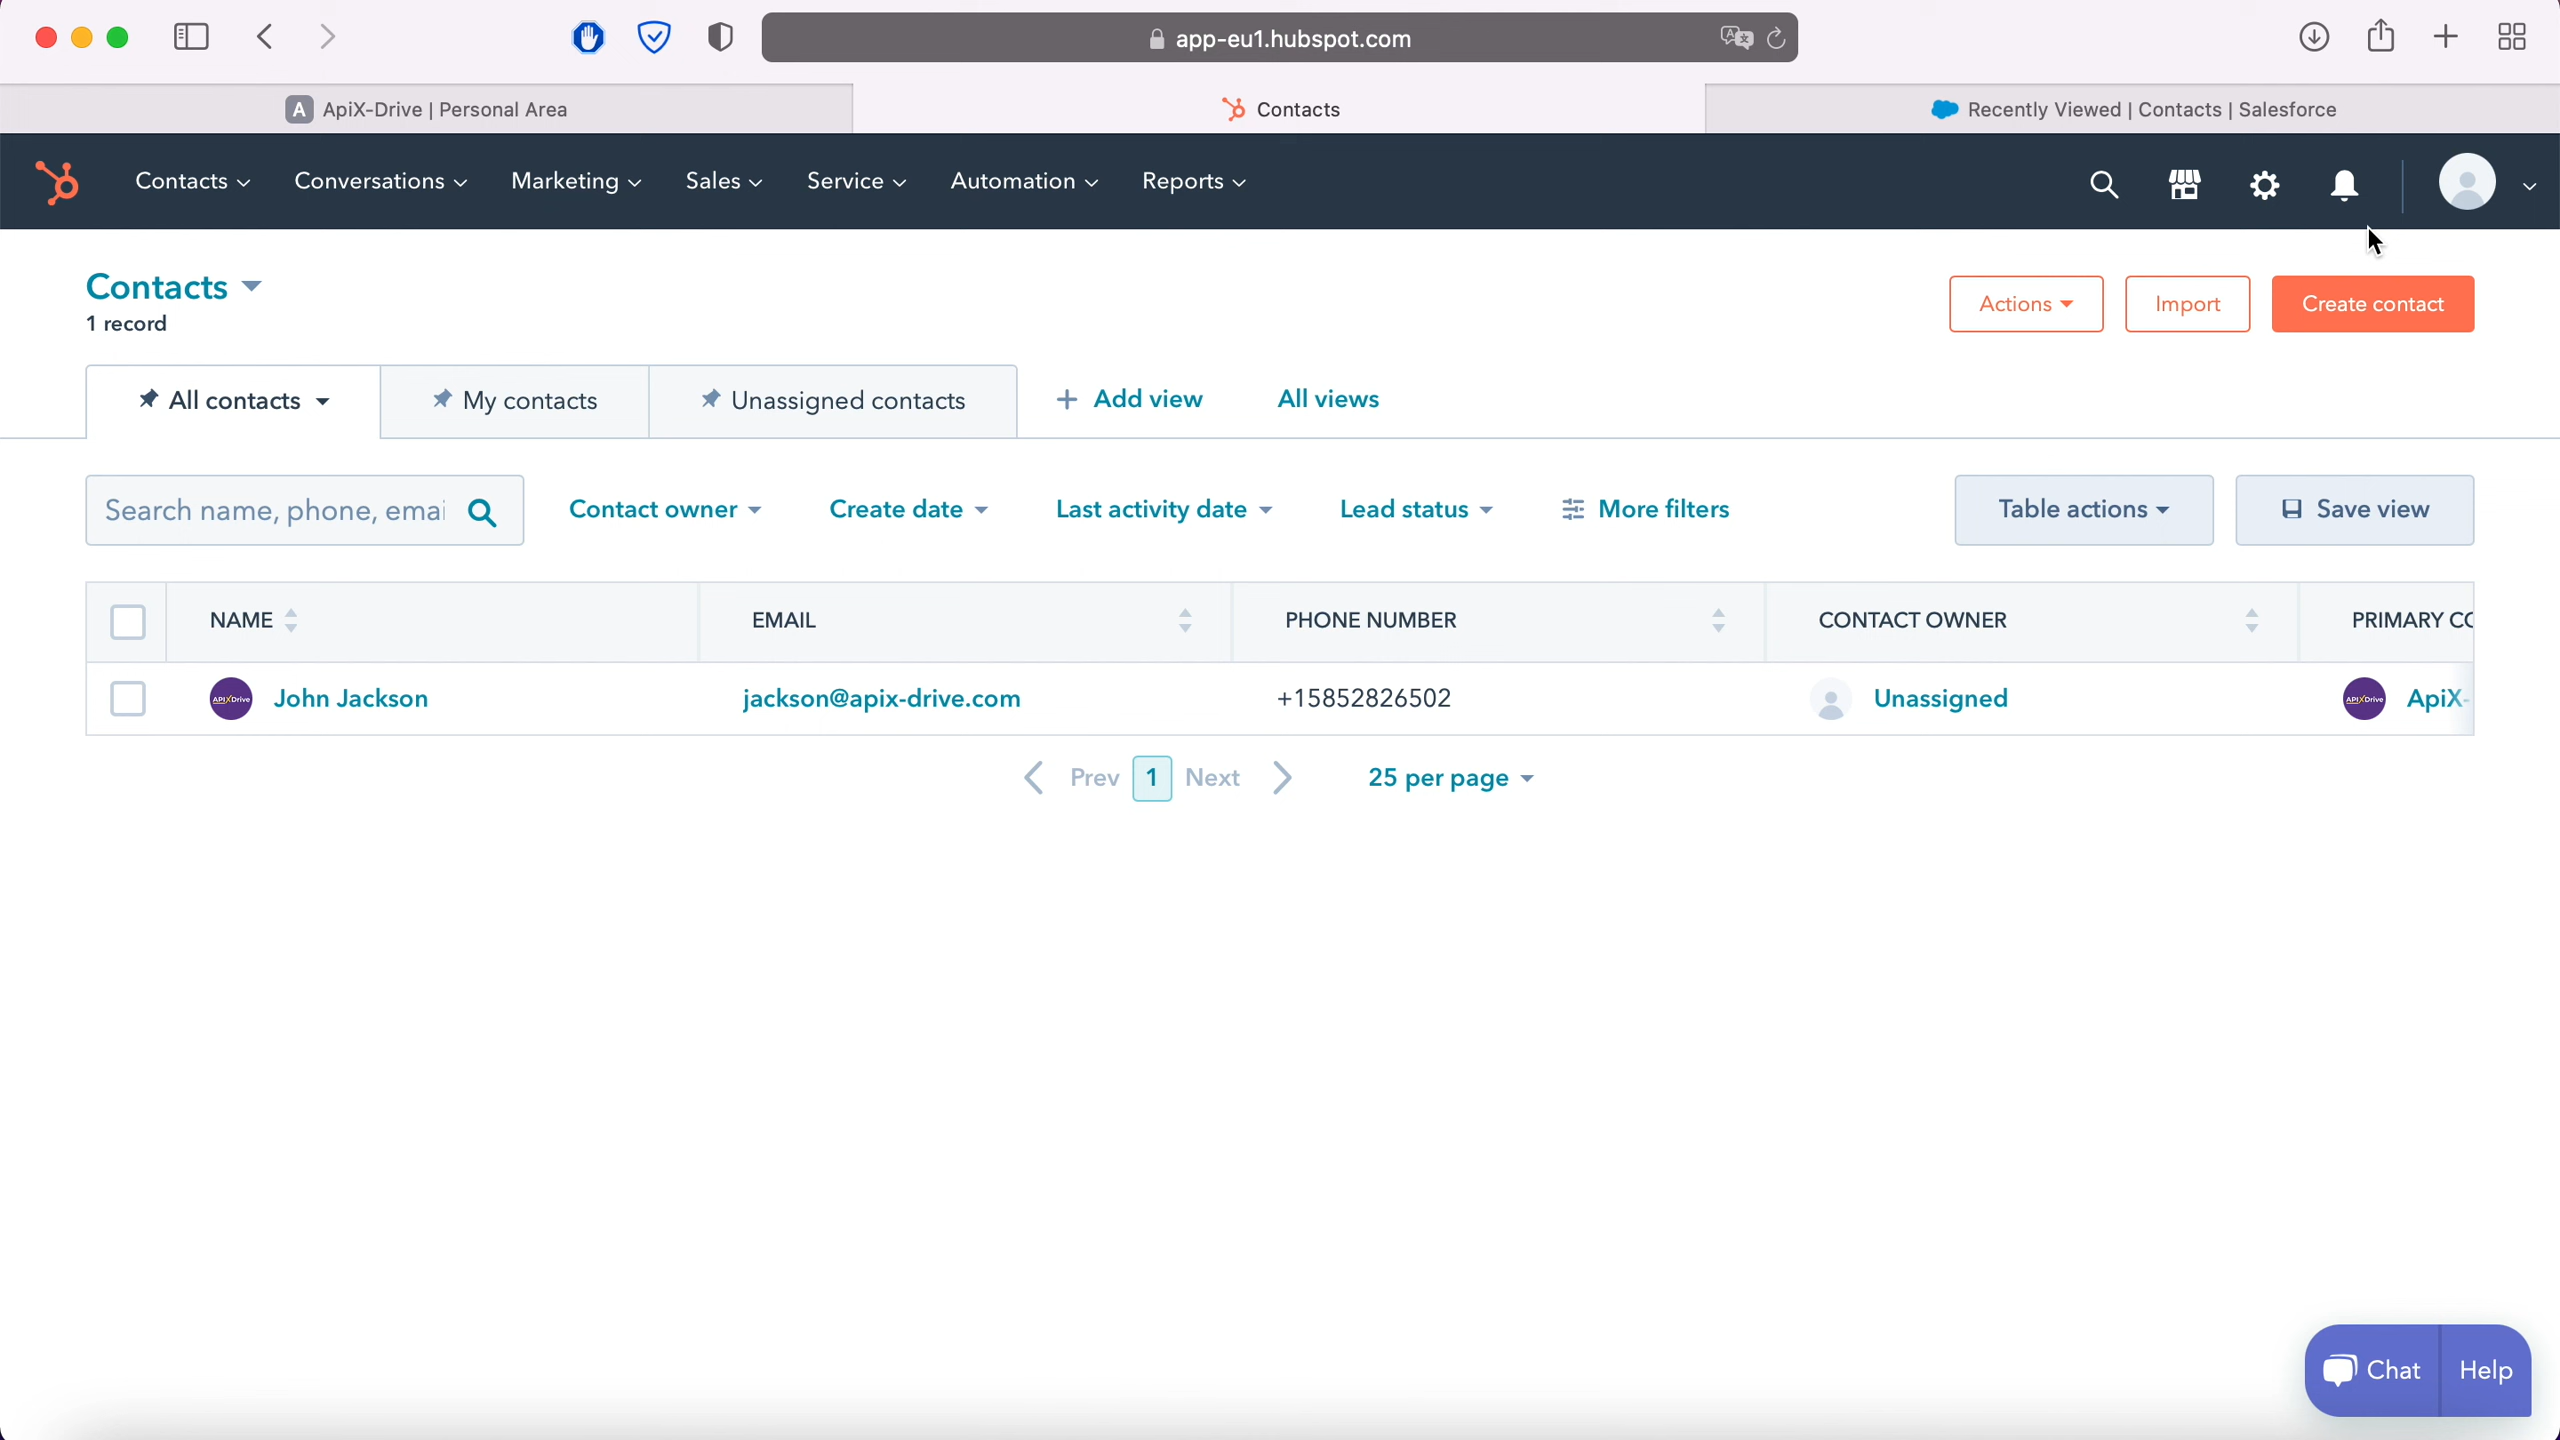 app-eu1.hubspot.com
A ApiX-Drive | Personal Area
Contacts
Recently Viewed | Contacts | Salesforce
Contacts Conversations Marketing Sales Service Automation Reports
Contacts
1 record
Actions Import Create contact
All contacts My contacts Unassigned contacts + Add view All views
Search name, phone, emai Contact owner Create date Last activity date Lead status More filters Table actions Save view
NAME EMAIL PHONE NUMBER CONTACT OWNER PRIMARY CO
APIXDrive John Jackson jackson@apix-drive.com +15852826502 Unassigned APIXDrive ApiX-
Prev 1 Next 25 per page
Chat Help